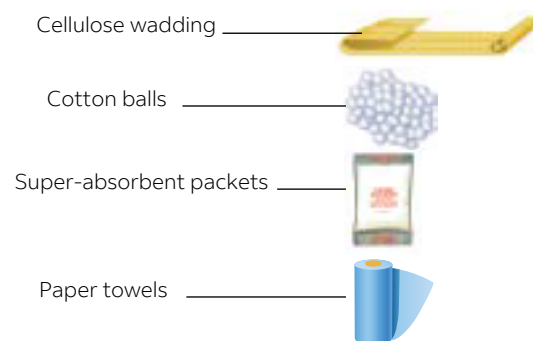 Cellulose wadding
Cotton balls
Super-absorbent packets
Paper towels